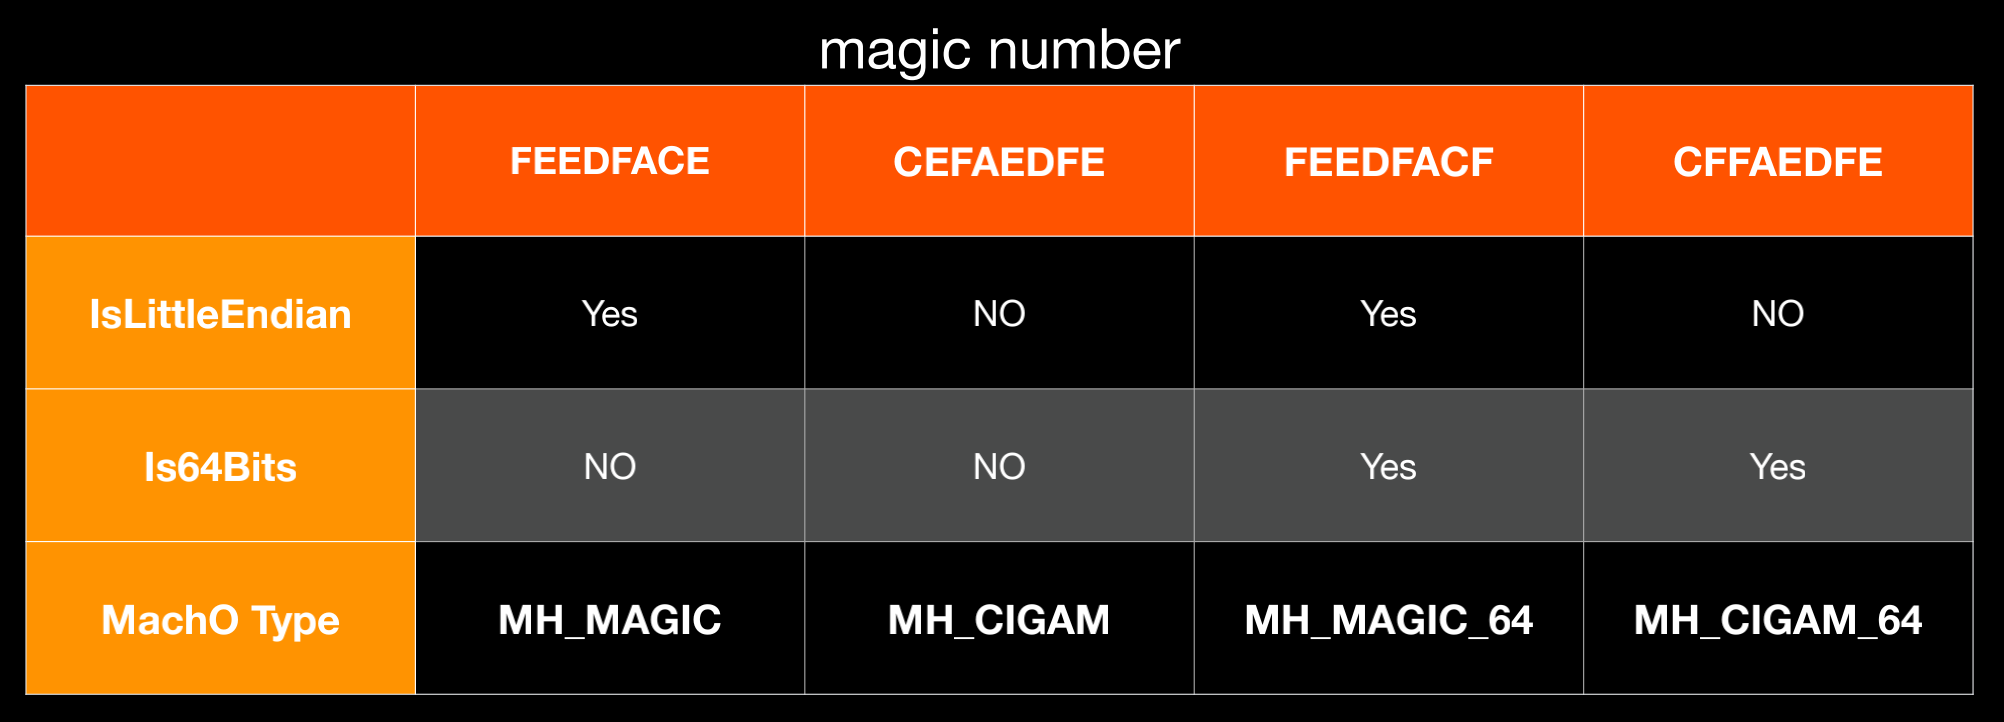 magic number
FEEDFACE CEFAEDFE FEEDFACF CFFAEDFE
IsLittleEndian Yes NO Yes NO
Is64Bits NO NO Yes Yes
MachO Type MH_MAGIC MH_CIGAM MH_MAGIC_64 MH_CIGAM_64